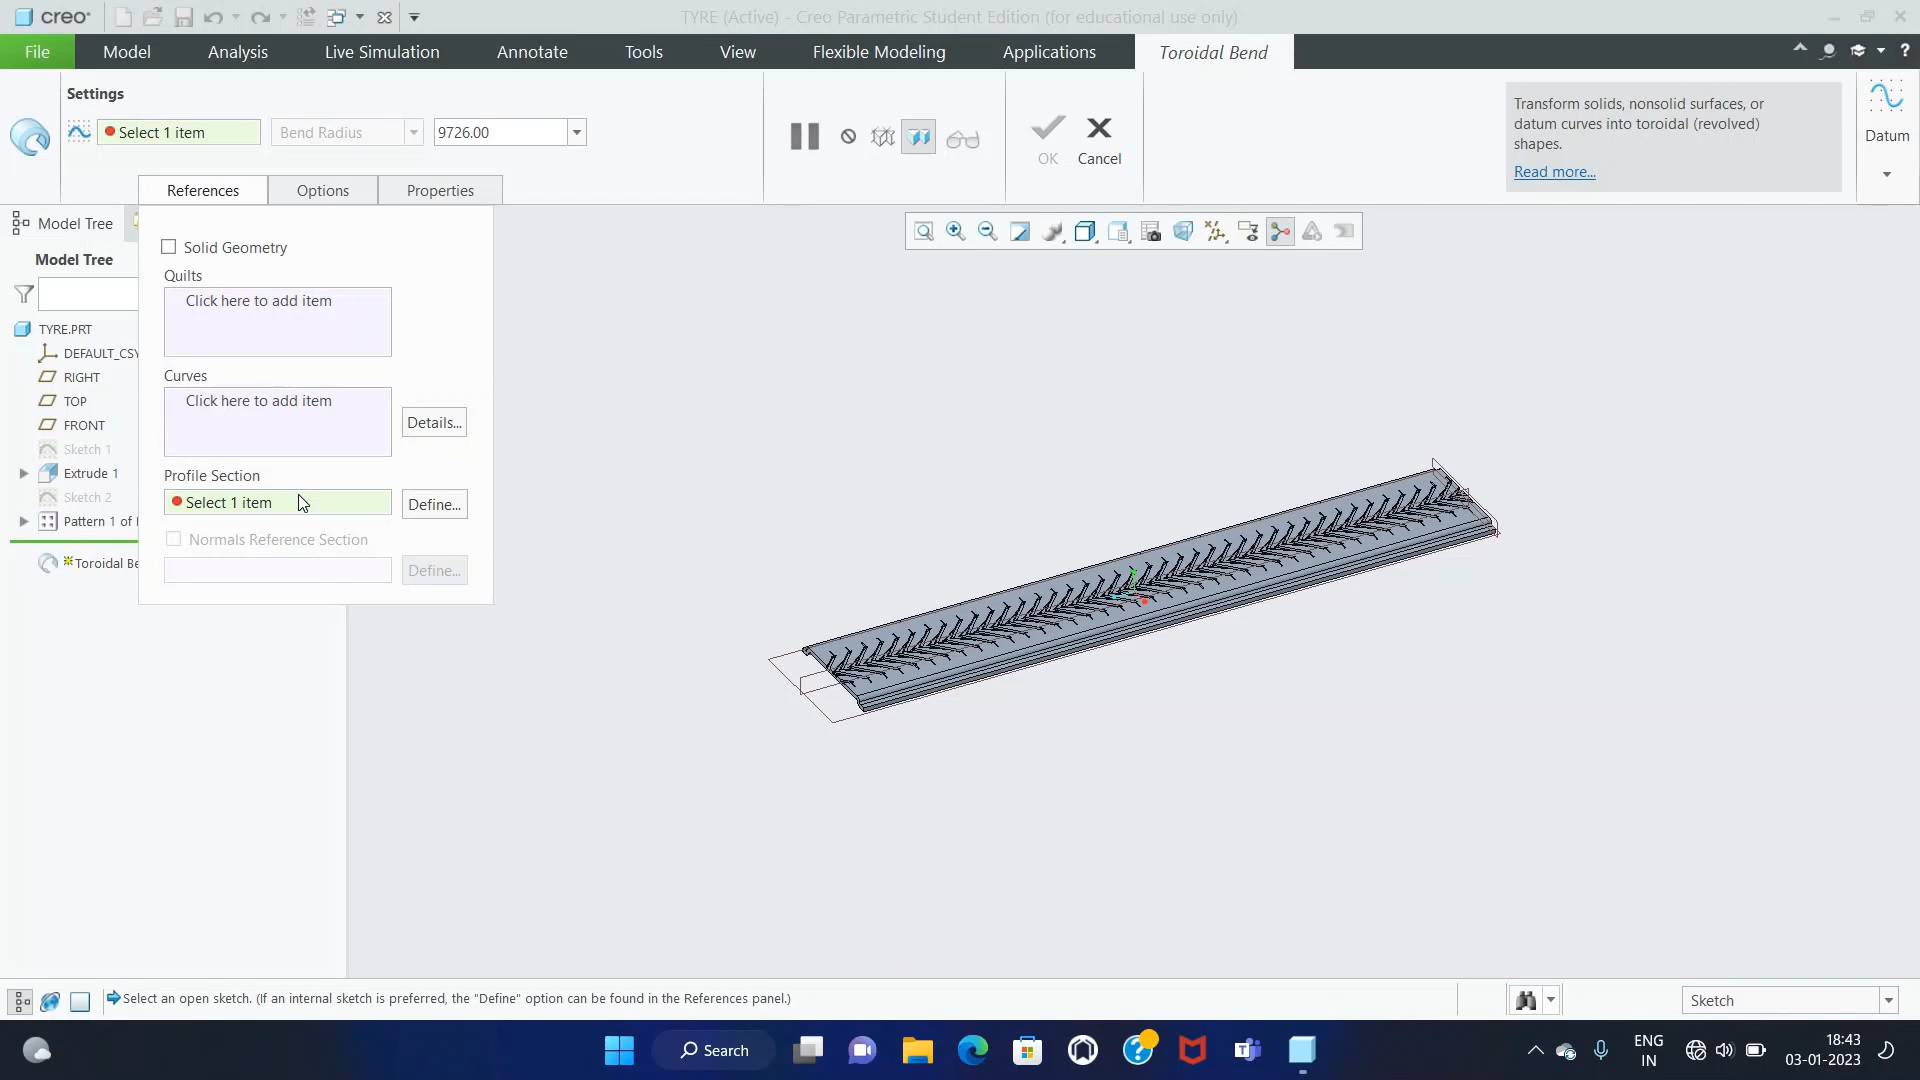 creo
TYRE (Active) - Creo Parametric Student Edition (for educational use only)
File
Model
Analysis
Live Simulation
Annotate
Tools
View
Flexible Modeling
Applications
Toroidal Bend
?
Settings
Select 1 item
Bend Radius
9726.00
OK
Cancel
Transform solids, nonsolid surfaces, or
datum curves into toroidal (revolved)
shapes.
Read more...
Datum
References
Options
Properties
Model Tree
Model Tree
TYRE.PRT
DEFAULT_CSY
RIGHT
TOP
FRONT
Sketch 1
Extrude 1
Sketch 2
Pattern 1 of
Toroidal Be
Solid Geometry
Quilts
Click here to add item
Curves
Click here to add item
Details...
Profile Section
Select 1 item
Define...
Normals Reference Section
Define...
Select an open sketch. (If an internal sketch is preferred, the "Define" option can be found in the References panel.)
Sketch
Search
ENG
IN
18:43
03-01-2023